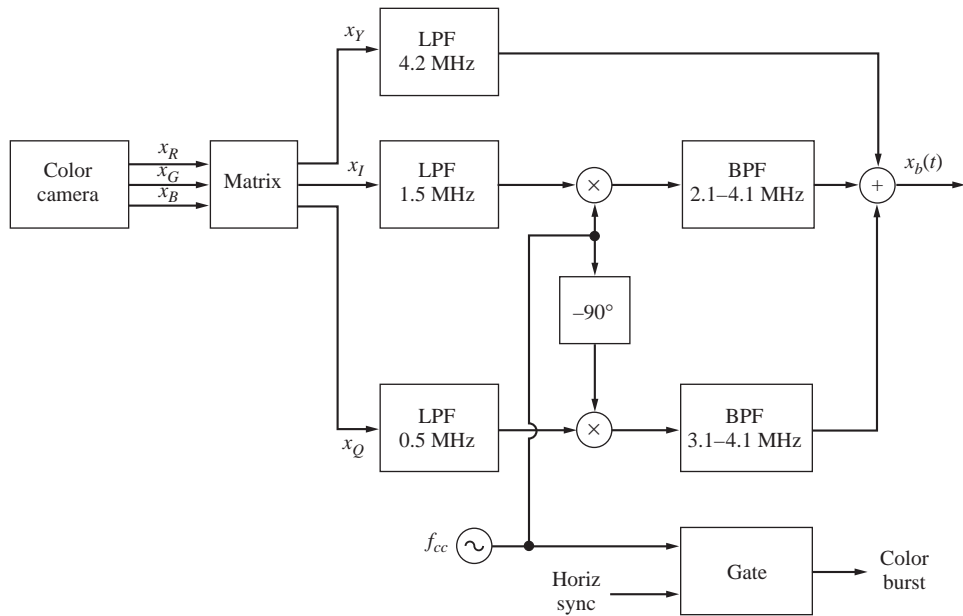 x_Y
LPF
4.2 MHz
Color
camera
x_R
x_G
x_B
Matrix
x_I
LPF
1.5 MHz
×
BPF
2.1–4.1 MHz
+
x_b(t)
–90°
x_Q
LPF
0.5 MHz
×
BPF
3.1–4.1 MHz
f_cc
~
Horiz
sync
Gate
Color
burst